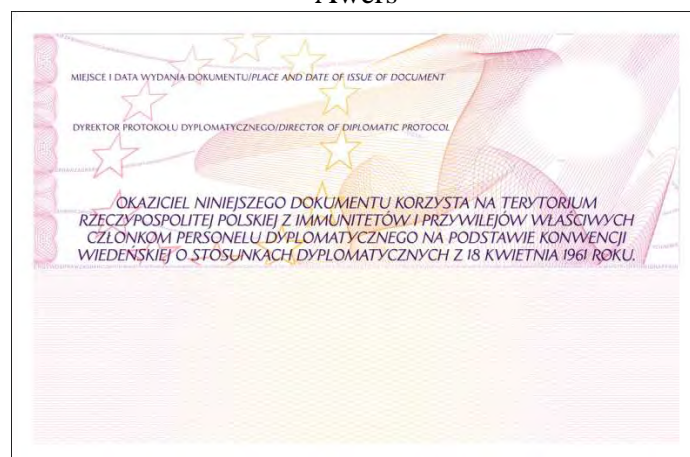 Awers
MIEJSCE I DATA WYDANIA DOKUMENTU/PLACE AND DATE OF ISSUE OF DOCUMENT
DYREKTOR PROTOKOŁU DYPLOMATYCZNEGO/DIRECTOR OF DIPLOMATIC PROTOCOL
OKAZICIEL NINIEJSZEGO DOKUMENTU KORZYSTA NA TERYTORIUM
RZECZYPOSPOLITEJ POLSKIEJ Z IMMUNITETÓW I PRZYWILEJÓW WŁAŚCIWYCH
CZŁONKOM PERSONELU DYPLOMATYCZNEGO NA PODSTAWIE KONWENCJI
WIEDEŃSKIEJ O STOSUNKACH DYPLOMATYCZNYCH Z 18 KWIETNIA 1961 ROKU.